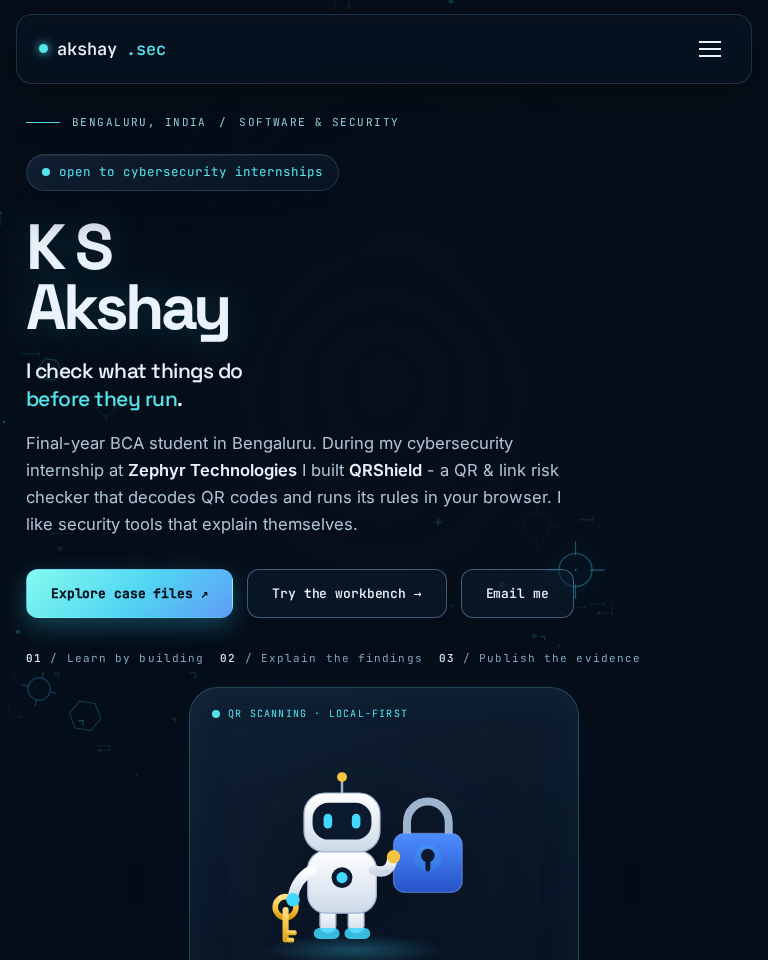 akshay .sec
BENGALURU, INDIA / SOFTWARE & SECURITY
open to cybersecurity internships
K S
Akshay
I check what things do
before they run.
Final-year BCA student in Bengaluru. During my cybersecurity
internship at Zephyr Technologies I built QRShield - a QR & link risk
checker that decodes QR codes and runs its rules in your browser. I
like security tools that explain themselves.
Explore case files ↗
Try the workbench →
Email me
01 / Learn by building 02 / Explain the findings 03 / Publish the evidence
QR SCANNING · LOCAL-FIRST